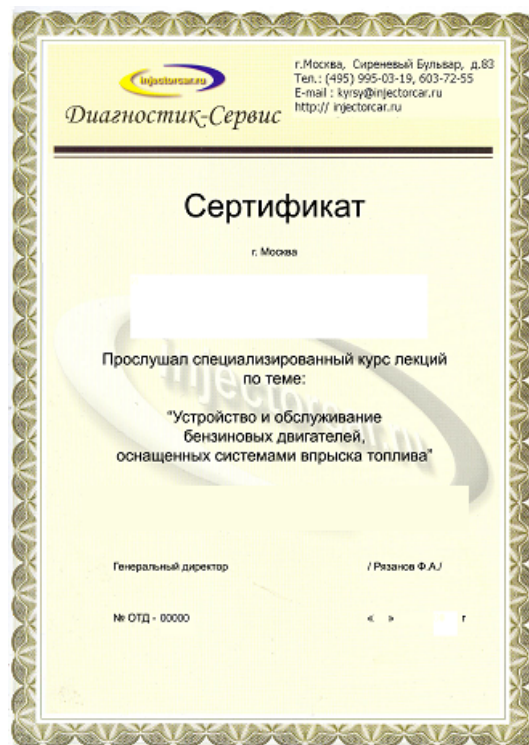 injectorcar.ru
Диагностик-Сервис
г.Москва, Сиреневый Бульвар, д.83
Тел.: (495) 995-03-19, 603-72-55
E-mail : kyrsy@injectorcar.ru
http:// injectorcar.ru
Сертификат
г. Москва
Прослушал специализированный курс лекций
по теме:
"Устройство и обслуживание
бензиновых двигателей,
оснащенных системами впрыска топлива"
injectorcar.ru
Генеральный директор / Рязанов Ф.А./
№ ОТД - 00000 « » г